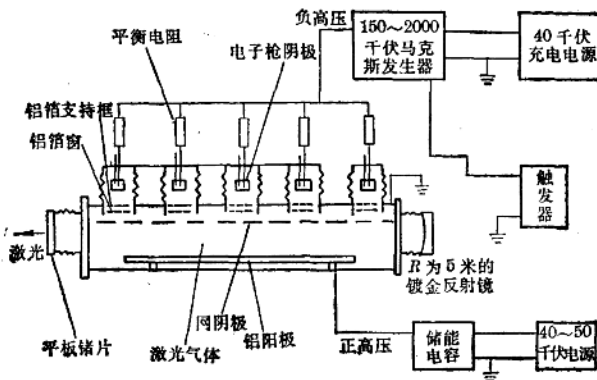 平衡电阻
负高压
电子枪阴极
150～2000
千伏马克
斯发生器
40千伏
充电电源
铝箔支持框
铝箔窗
触
发
器
激光
R为5米的
镀金反射镜
平板锗片
网阴极
激光气体
铝阳极
正高压
储能
电容
40～50
千伏电源